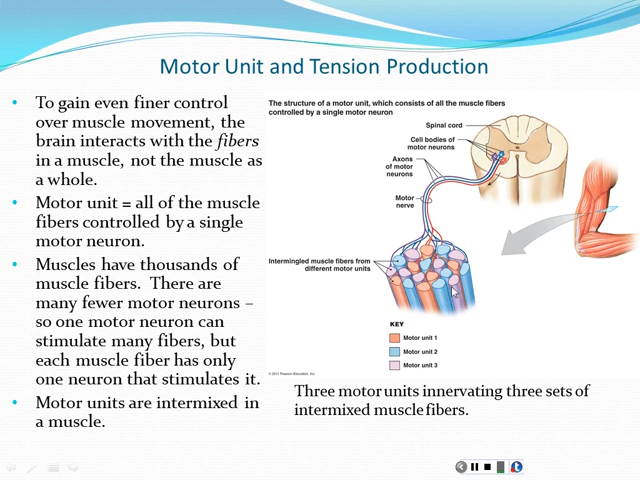 Motor Unit and Tension Production
• To gain even finer control
over muscle movement, the
brain interacts with the fibers
in a muscle, not the muscle as
a whole.
• Motor unit = all of the muscle
fibers controlled by a single
motor neuron.
• Muscles have thousands of
muscle fibers. There are
many fewer motor neurons –
so one motor neuron can
stimulate many fibers, but
each muscle fiber has only
one neuron that stimulates it.
• Motor units are intermixed in
a muscle.
The structure of a motor unit, which consists of all the muscle fibers
controlled by a single motor neuron
Spinal cord
Cell bodies of
motor neurons
Axons
of motor
neurons
Motor
nerve
Intermingled muscle fibers from
different motor units
KEY
Motor unit 1
Motor unit 2
Motor unit 3
© 2011 Pearson Education, Inc.
Three motor units innervating three sets of
intermixed muscle fibers.